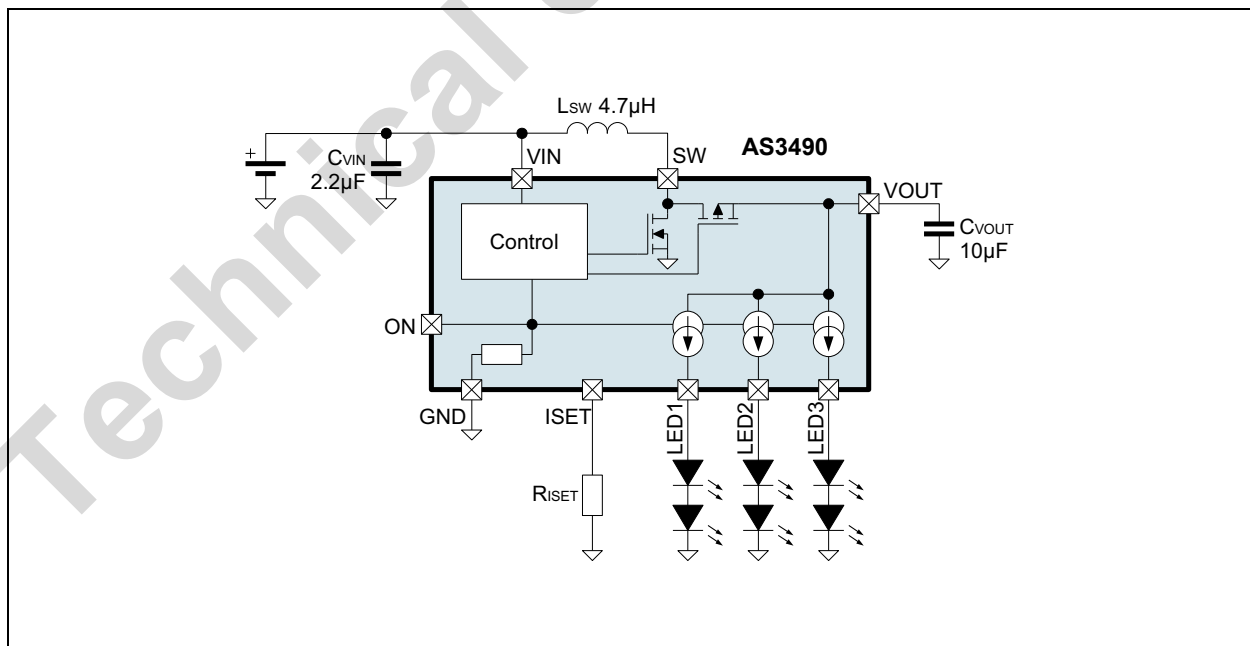 Technical
LSW 4.7µH
AS3490
VIN
SW
CVIN
2.2µF
+
VOUT
CVOUT
10µF
Control
ON
GND
ISET
LED1
LED2
LED3
RISET